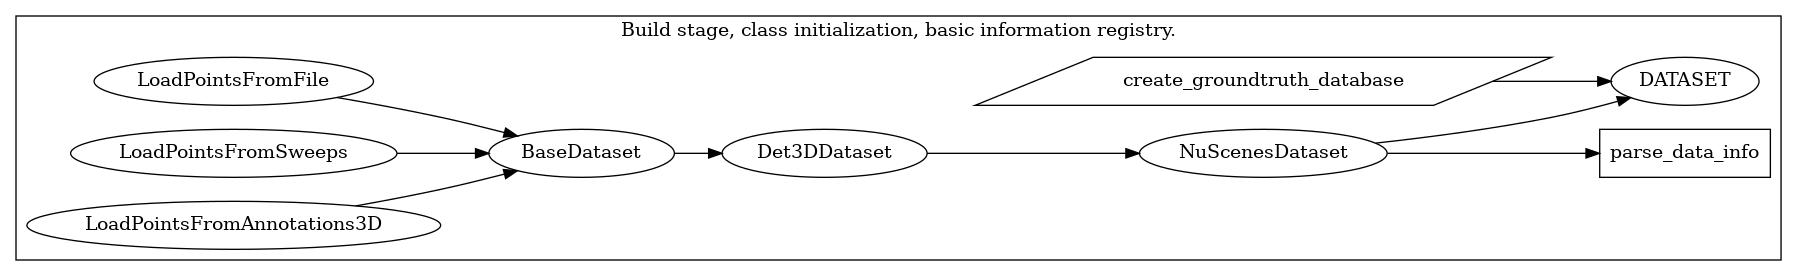 Build stage, class initialization, basic information registry.
LoadPointsFromFile
create_groundtruth_database
DATASET
LoadPointsFromSweeps
BaseDataset
Det3DDataset
NuScenesDataset
parse_data_info
LoadPointsFromAnnotations3D